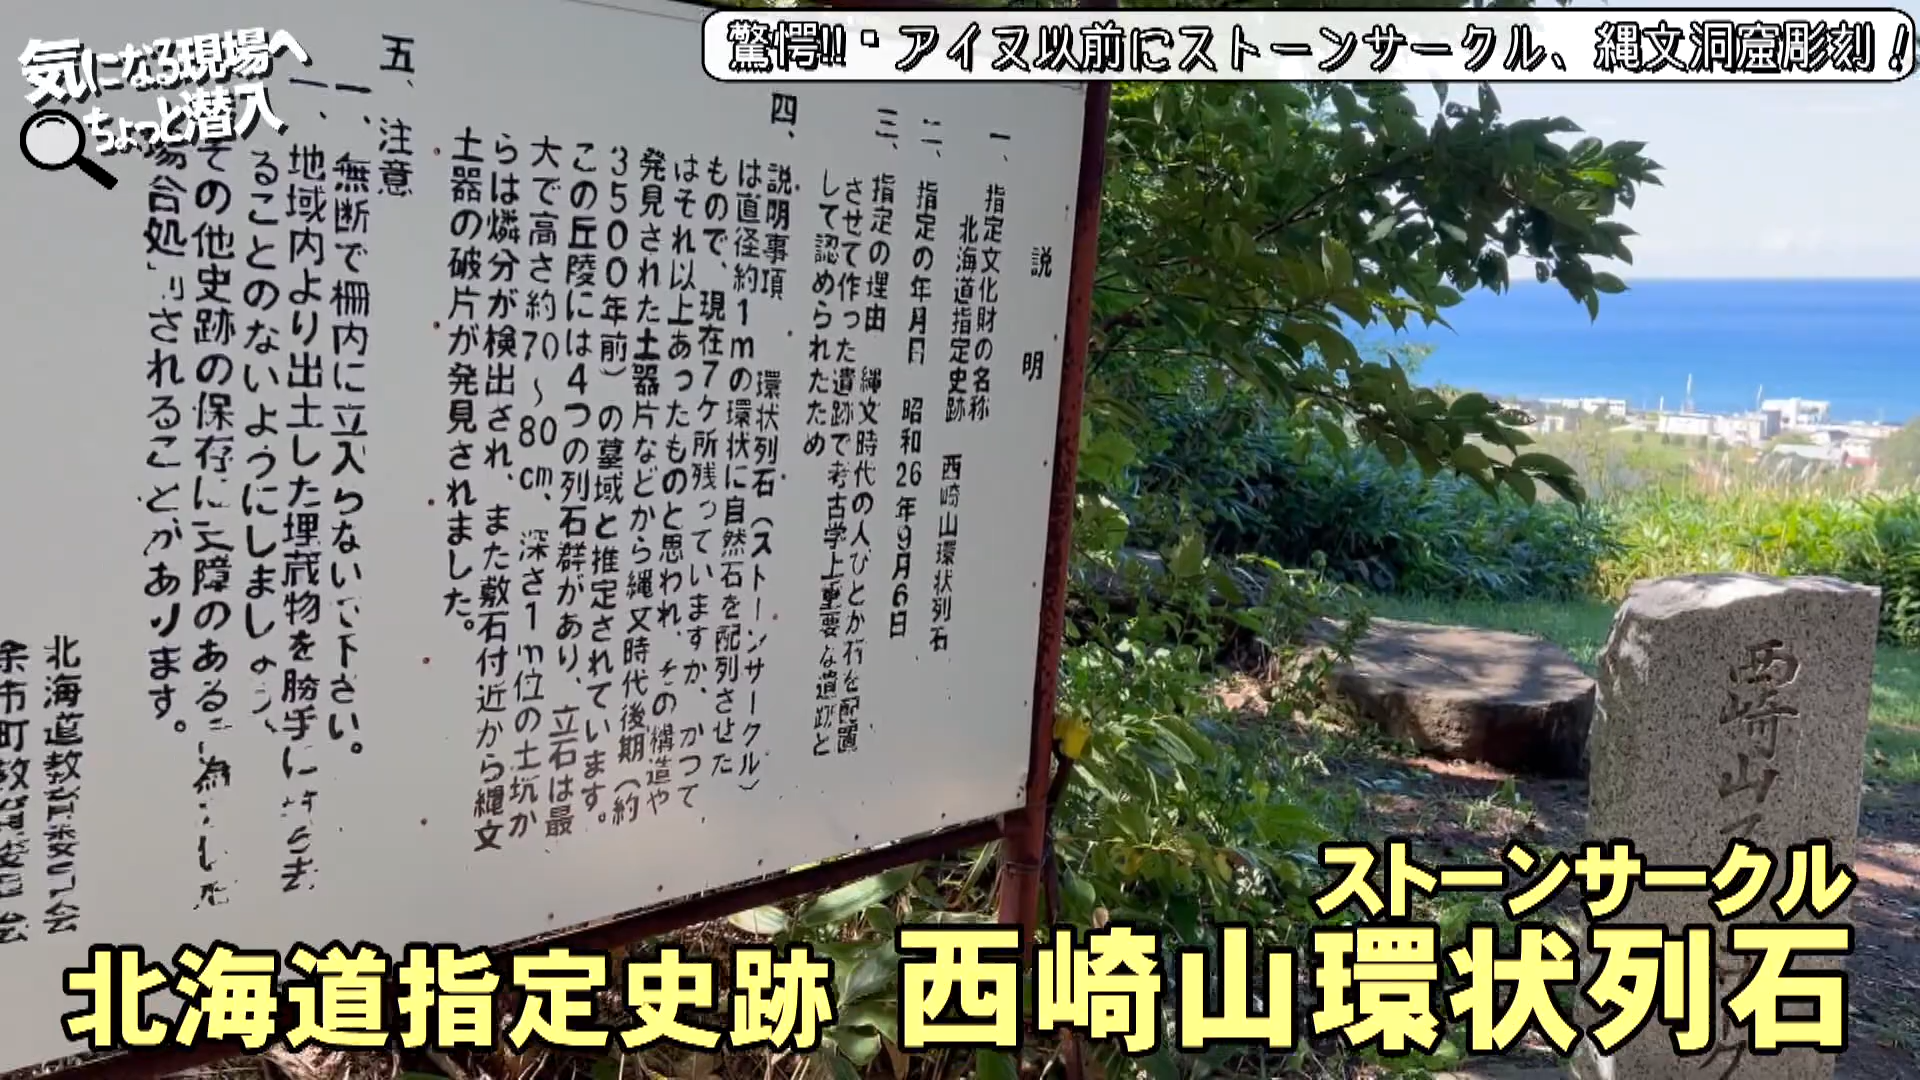 気になる現場へ
ちょっと潜入
驚愕!! アイヌ以前にストーンサークル、縄文洞窟彫刻!
説明
一、指定文化財の名称 西崎山環状列石
北海道指定史跡
二、指定の年月日 昭和26年9月6日
三、指定の理由 縄文時代の人びとが石を配置
させて作った遺跡で考古学上重要な遺跡と
して認められたため
四、説明事項 環状列石(ストーンサークル)
は直径約1mの環状に自然石を配列させた
もので、現在7ケ所残っていますが、かつて
はそれ以上あったものと思われ、その構造や
発見された土器片などから縄文時代後期(約
3500年前)の墓域と推定されています。
この丘陵には4つの列石群があり、立石は最
大で高さ約70〜80cm、深さ1m位の土坑か
らは燐分が検出され、また敷石付近から縄文
土器の破片が発見されました。
五、注意
一、無断で柵内に立入らないで下さい。
一、地域内より出土した埋蔵物を勝手に
ることのないようにしましょう、
その他史跡の保存に支障のある 為 した
場合処 されることがあります。
北海道教育委員会
余市町教育委員会
西崎山ス
ストーンサークル
北海道指定史跡 西崎山環状列石